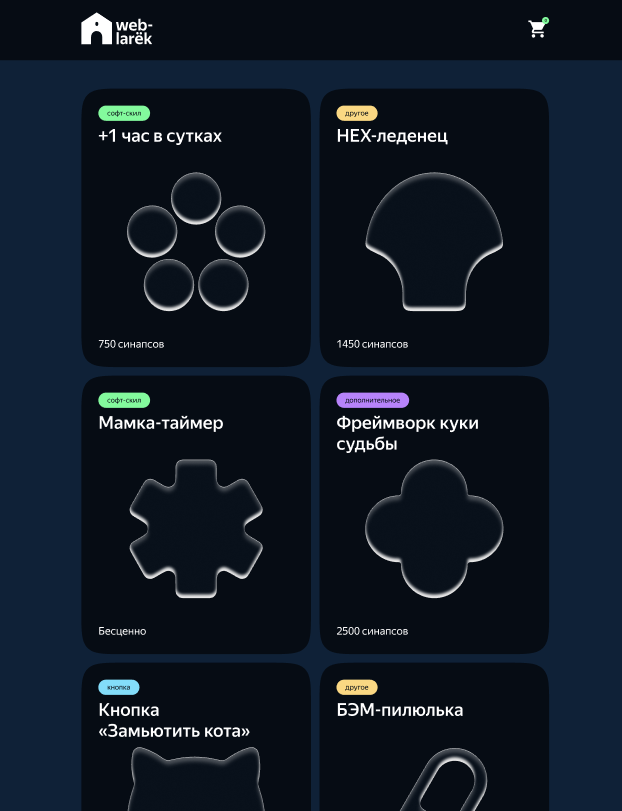 web-
larëk
0
софт-скил
+1 час в сутках
750 синапсов
другое
HEX-леденец
1450 синапсов
софт-скил
Мамка-таймер
Бесценно
дополнительное
Фреймворк куки
судьбы
2500 синапсов
кнопка
Кнопка
«Замьютить кота»
другое
БЭМ-пилюлька